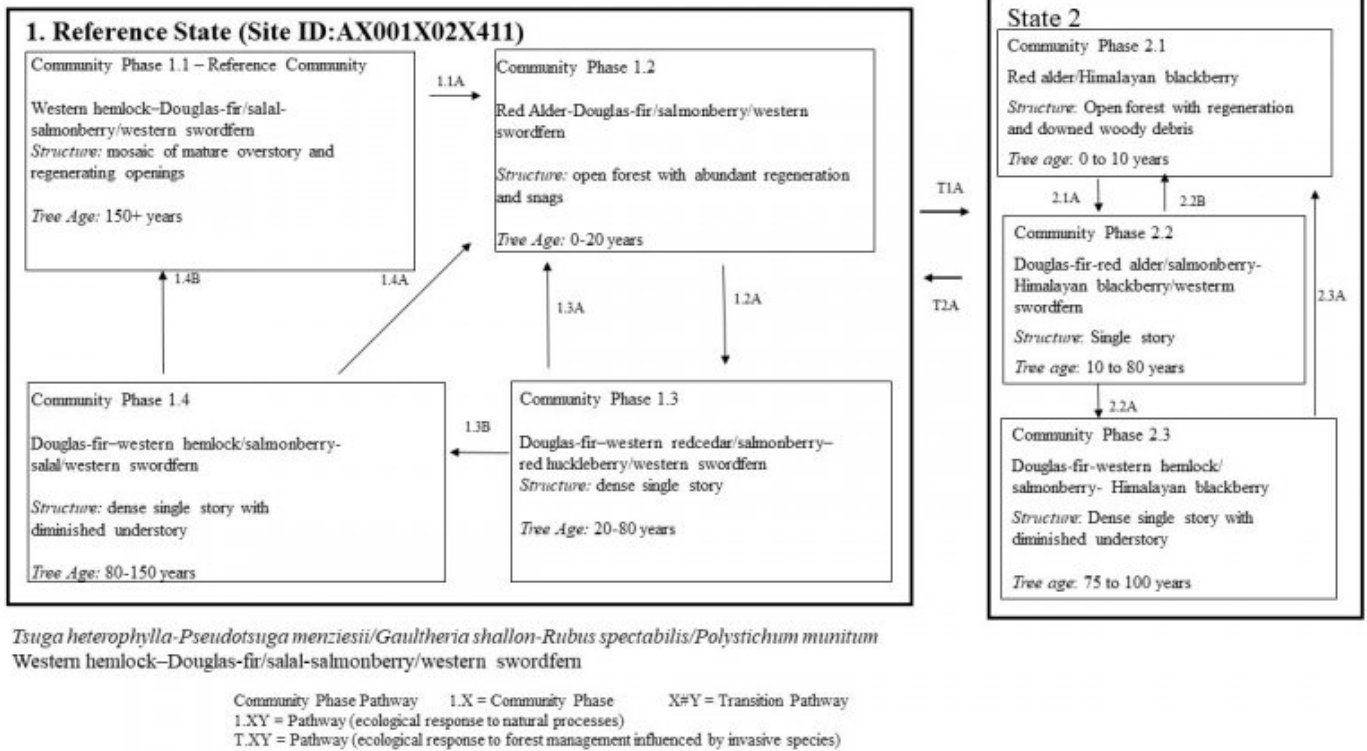 1. Reference State (Site ID:AX001X02X411)
Community Phase 1.1 – Reference Community
Western hemlock–Douglas-fir/salal-
salmonberry/western swordfern
Structure: mosaic of mature overstory and
regenerating openings
Tree Age: 150+ years
1.1A
Community Phase 1.2
Red Alder-Douglas-fir/salmonberry/western
swordfern
Structure: open forest with abundant regeneration
and snags
Tree Age: 0-20 years
1.4B
1.4A
1.3A
1.2A
Community Phase 1.4
Douglas-fir–western hemlock/salmonberry-
salal/western swordfern
Structure: dense single story with
diminished understory
Tree Age: 80-150 years
1.3B
Community Phase 1.3
Douglas-fir–western redcedar/salmonberry–
red huckleberry/western swordfern
Structure: dense single story
Tree Age: 20-80 years
T1A
T2A
State 2
Community Phase 2.1
Red alder/Himalayan blackberry
Structure: Open forest with regeneration
and downed woody debris
Tree age: 0 to 10 years
2.1A
2.2B
Community Phase 2.2
Douglas-fir-red alder/salmonberry-
Himalayan blackberry/westerm
swordfern
Structure: Single story
Tree age: 10 to 80 years
2.3A
2.2A
Community Phase 2.3
Douglas-fir-western hemlock/
salmonberry- Himalayan blackberry
Structure: Dense single story with
diminished understory
Tree age: 75 to 100 years
Tsuga heterophylla-Pseudotsuga menziesii/Gaultheria shallon-Rubus spectabilis/Polystichum munitum
Western hemlock–Douglas-fir/salal-salmonberry/western swordfern
Community Phase Pathway 1.X = Community Phase X#Y = Transition Pathway
1.XY = Pathway (ecological response to natural processes)
T.XY = Pathway (ecological response to forest management influenced by invasive species)